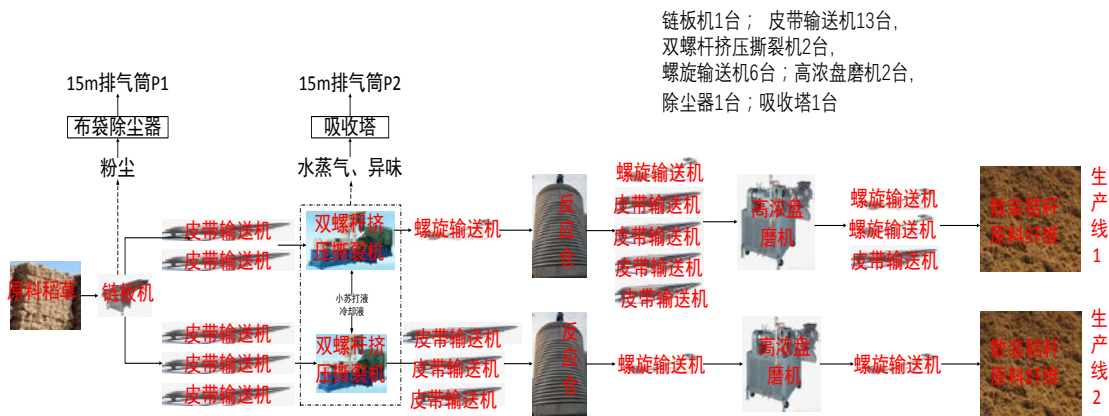 链板机1台； 皮带输送机13台,
双螺杆挤压撕裂机2台,
螺旋输送机6台；高浓盘磨机2台,
除尘器1台；吸收塔1台
15m排气筒P1
15m排气筒P2
布袋除尘器
吸收塔
粉尘
水蒸气、异味
原料稻草
链板机
皮带输送机
皮带输送机
双螺杆挤
压撕裂机
螺旋输送机
反应仓
螺旋输送机
皮带输送机
皮带输送机
皮带输送机
皮带输送机
高浓盘
磨机
螺旋输送机
螺旋输送机
皮带输送机
散装秸秆
原料纤维
生产线1
小苏打液
冷却液
皮带输送机
皮带输送机
皮带输送机
双螺杆挤
压撕裂机
皮带输送机
皮带输送机
皮带输送机
反应仓
螺旋输送机
高浓盘
磨机
螺旋输送机
散装秸秆
原料纤维
生产线2